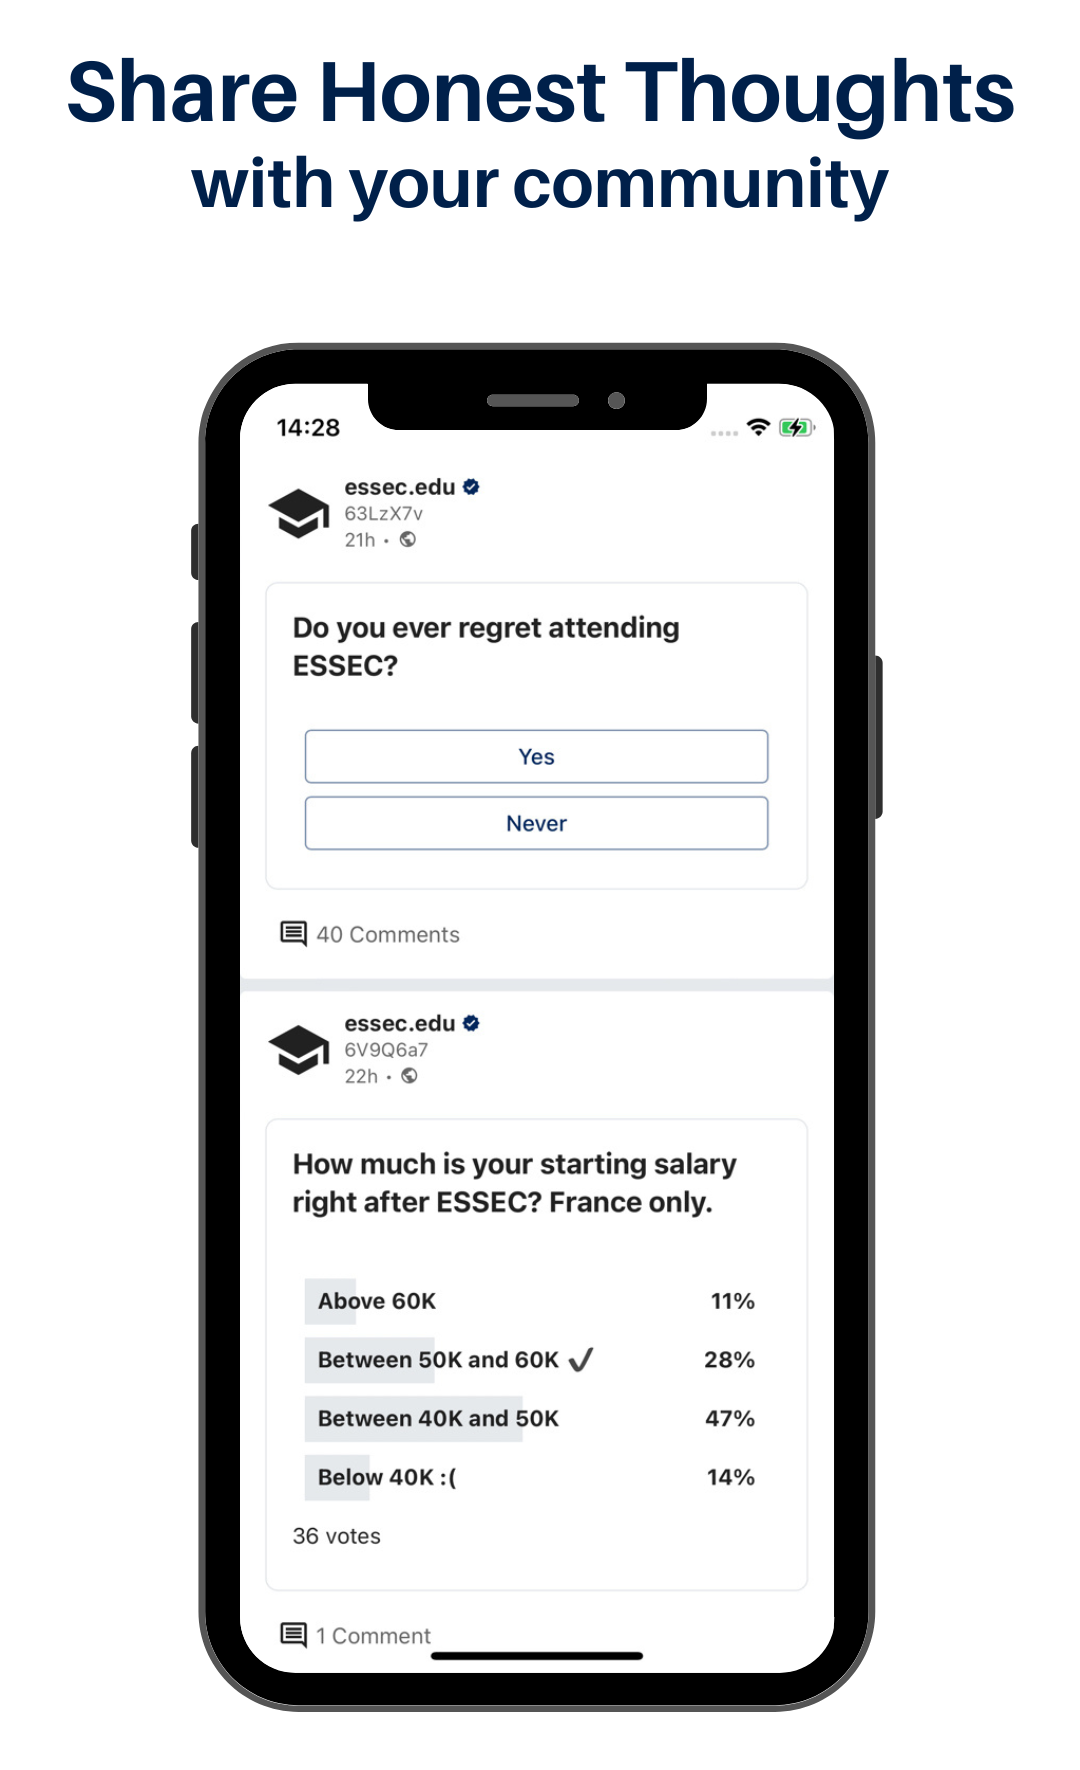 Share Honest Thoughts
with your community
14:28
essec.edu
63LzX7v
21h •
Do you ever regret attending
ESSEC?
Yes
Never
40 Comments
essec.edu
6V9Q6a7
22h •
How much is your starting salary
right after ESSEC? France only.
Above 60K 11%
Between 50K and 60K ✓ 28%
Between 40K and 50K 47%
Below 40K :( 14%
36 votes
1 Comment